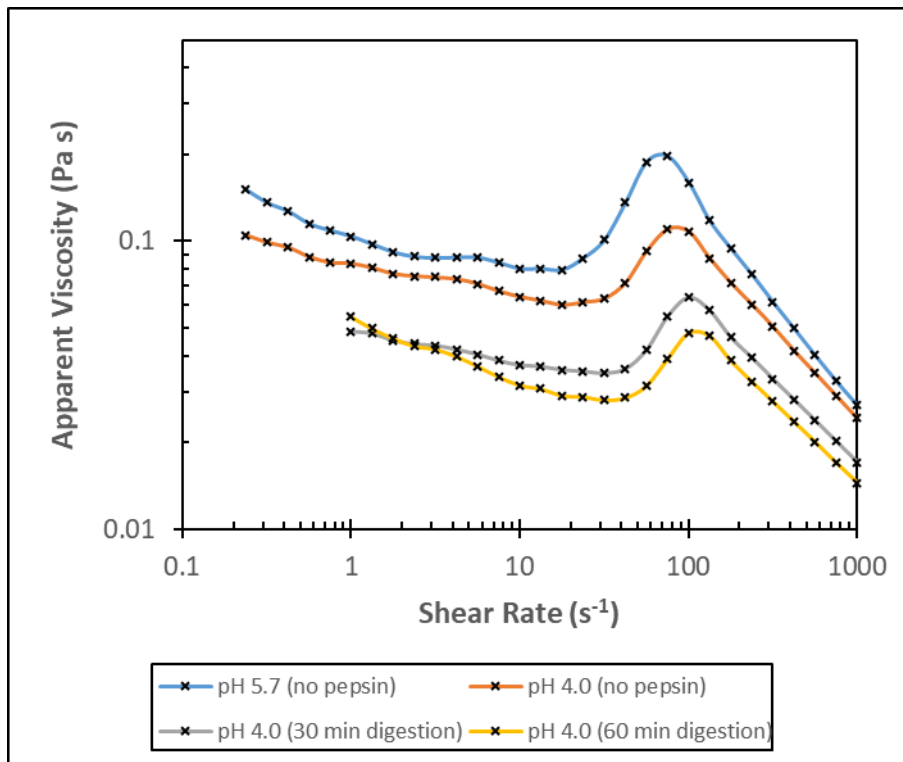 Apparent Viscosity (Pa s)
0.1
0.01
0.1 1 10 100 1000
Shear Rate (s⁻¹)
pH 5.7 (no pepsin) pH 4.0 (no pepsin)
pH 4.0 (30 min digestion) pH 4.0 (60 min digestion)